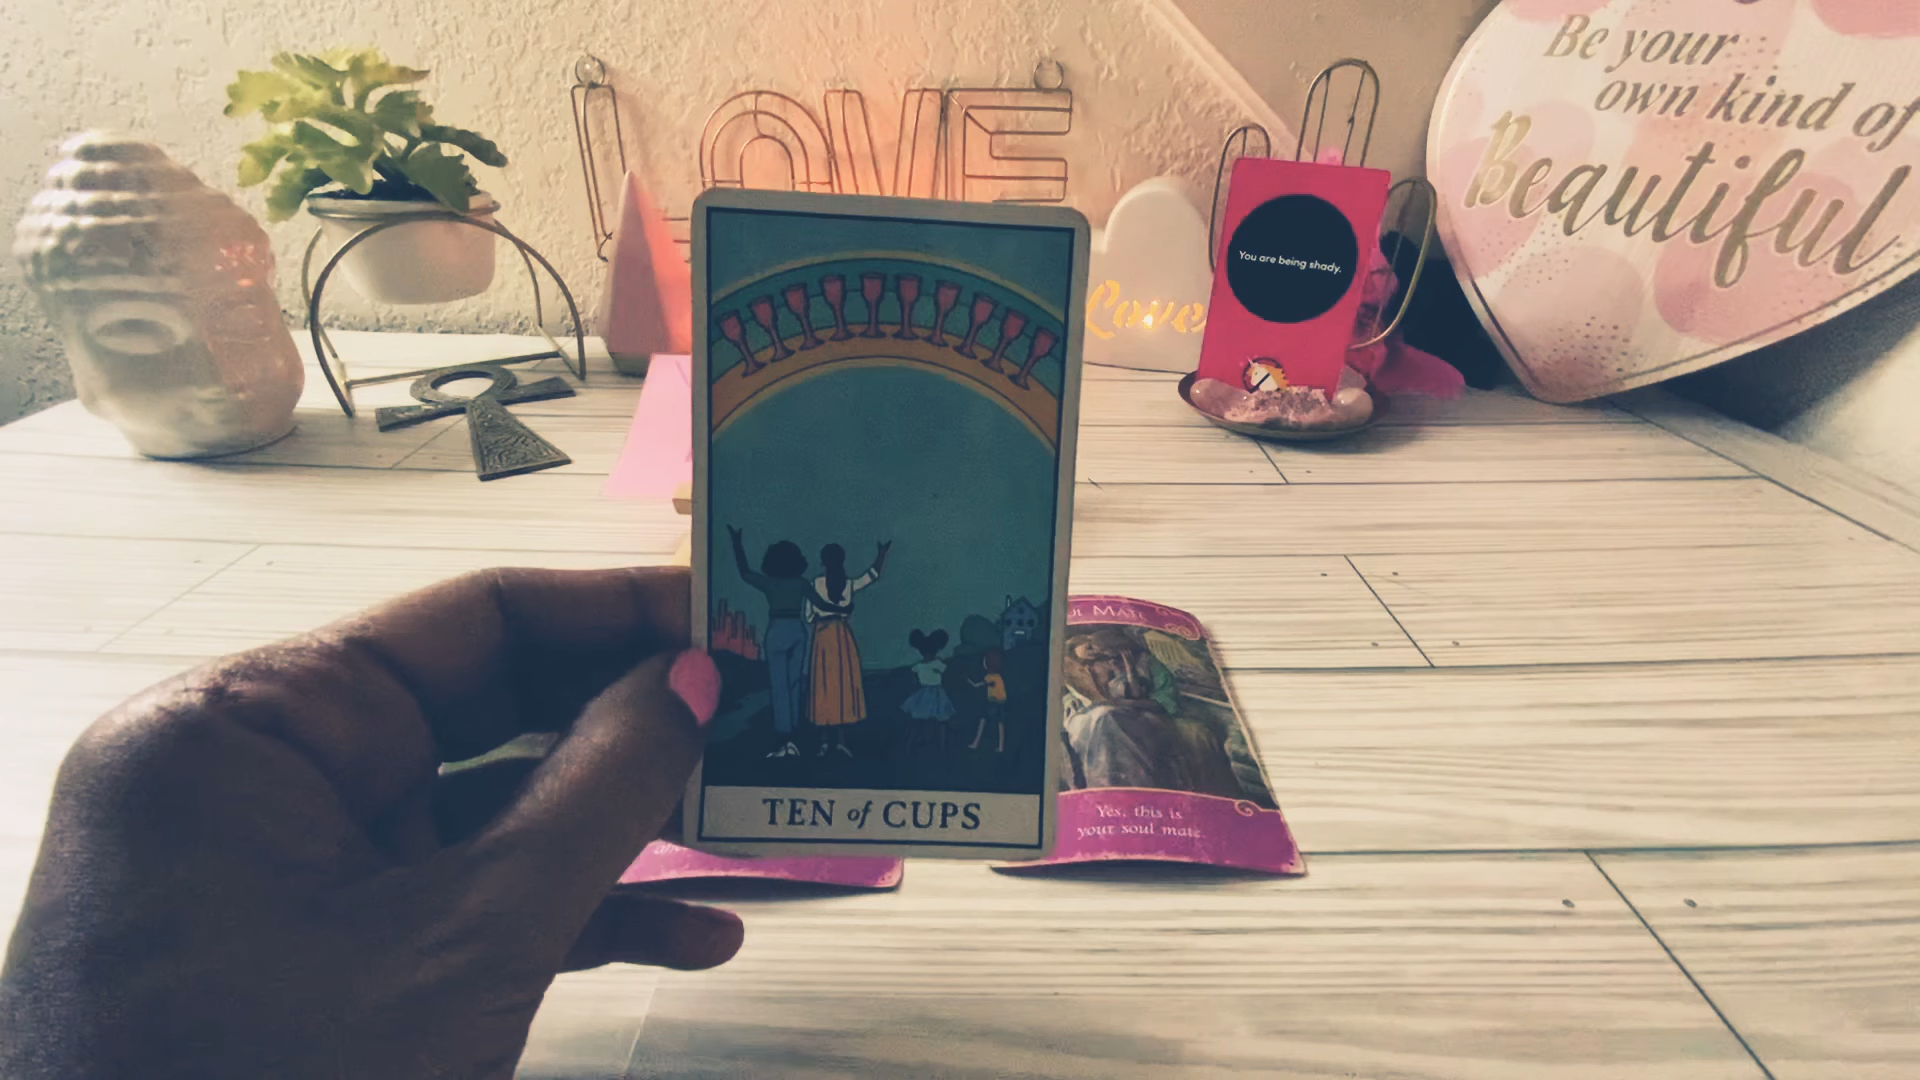 LOVE
Be your
own kind of
Beautiful
You are being shady.
Love
TEN of CUPS
MATE
Yes, this is
your soul mate.